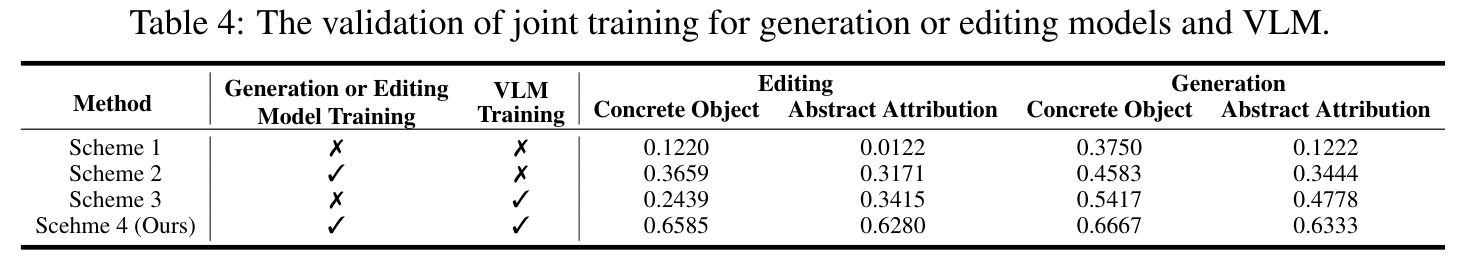 Table 4: The validation of joint training for generation or editing models and VLM.
Method | Generation or Editing Model Training | VLM Training | Editing | Generation
Concrete Object | Abstract Attribution | Concrete Object | Abstract Attribution
Scheme 1 ✗ ✗ 0.1220 0.0122 0.3750 0.1222
Scheme 2 ✓ ✗ 0.3659 0.3171 0.4583 0.3444
Scheme 3 ✗ ✓ 0.2439 0.3415 0.5417 0.4778
Scehme 4 (Ours) ✓ ✓ 0.6585 0.6280 0.6667 0.6333